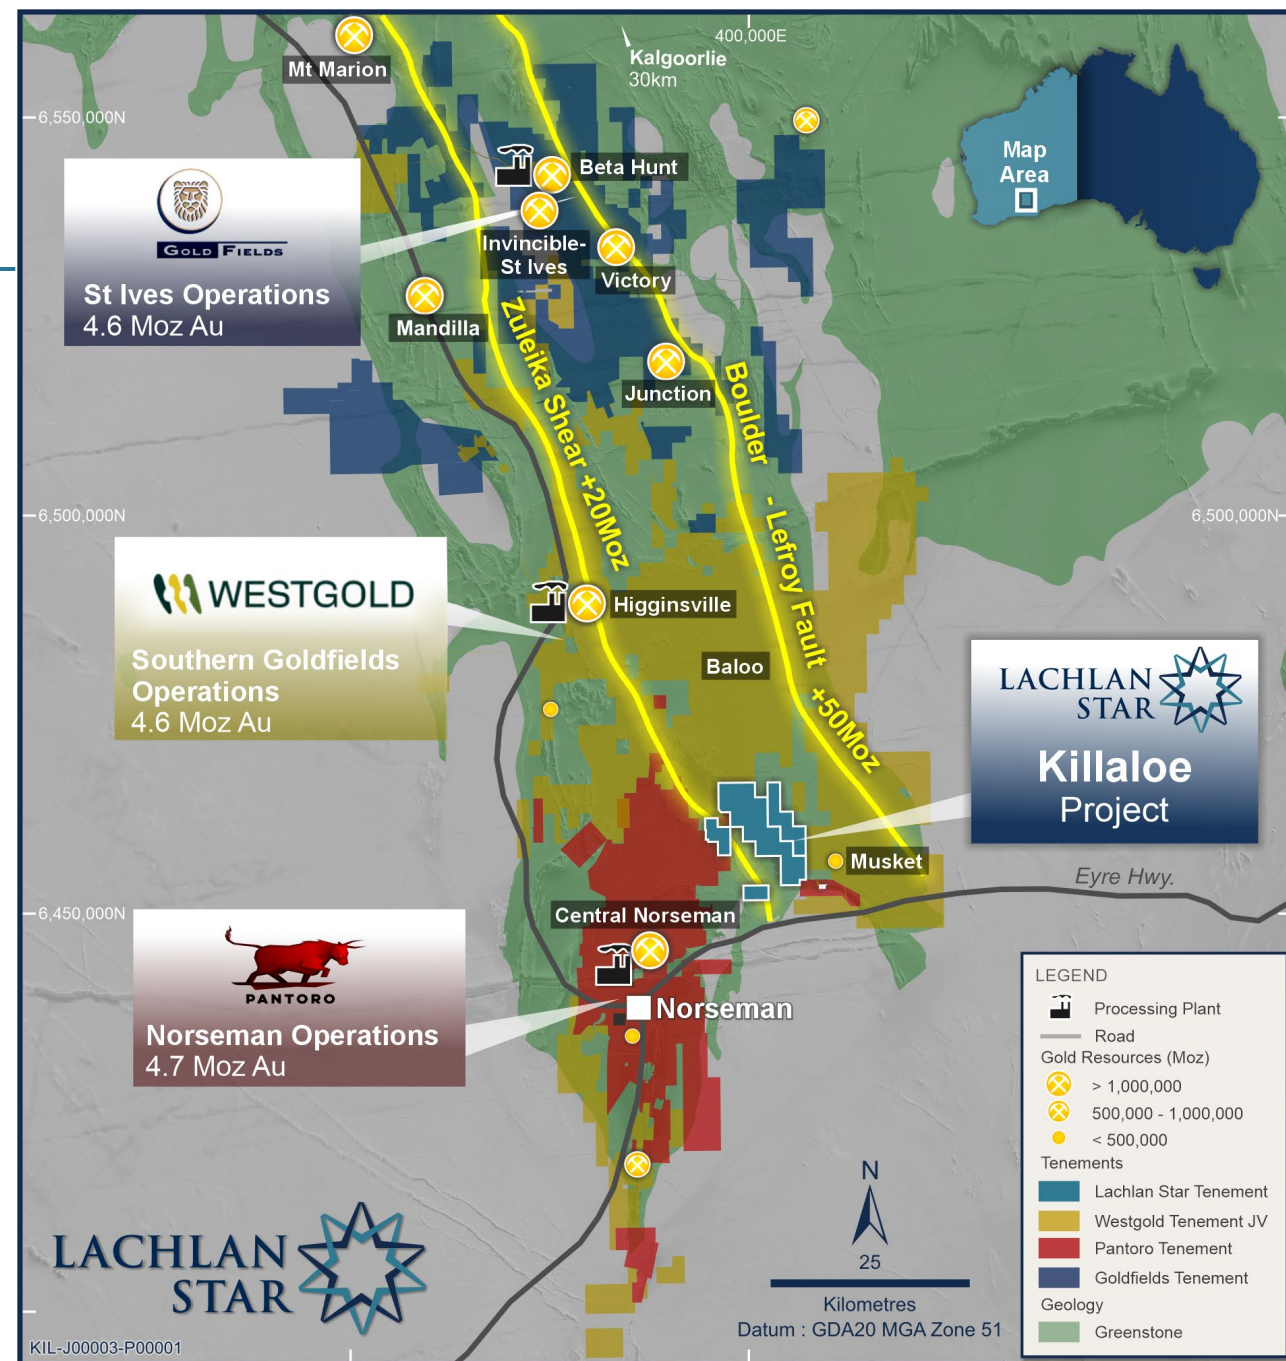 400,000E
Kalgoorlie
30km
Mt Marion
6,550,000N
Map
Area
Beta Hunt
GOLD FIELDS
St Ives Operations
4.6 Moz Au
Invincible-
St Ives
Victory
Mandilla
Junction
Zuleika Shear +20Moz
Boulder - Lefroy Fault +50Moz
6,500,000N
6,500,000N
WESTGOLD
Southern Goldfields
Operations
4.6 Moz Au
Higginsville
Baloo
LACHLAN
STAR
Killaloe
Project
Musket
Eyre Hwy.
6,450,000N
Central Norseman
PANTORO
Norseman Operations
4.7 Moz Au
Norseman
LEGEND
Processing Plant
Road
Gold Resources (Moz)
> 1,000,000
500,000 - 1,000,000
< 500,000
Tenements
Lachlan Star Tenement
Westgold Tenement JV
Pantoro Tenement
Goldfields Tenement
Geology
Greenstone
N
25
Kilometres
Datum : GDA20 MGA Zone 51
LACHLAN
STAR
KIL-J00003-P00001